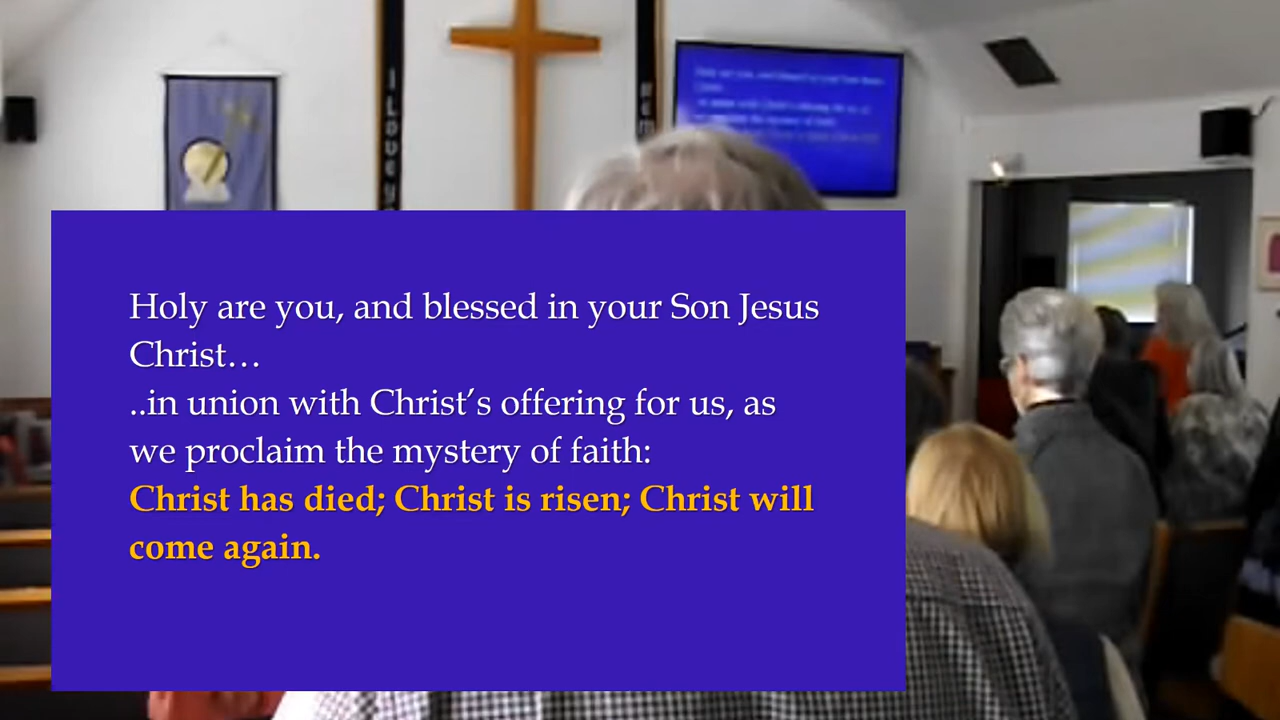 Holy are you, and blessed in your Son Jesus
Christ…
..in union with Christ’s offering for us, as
we proclaim the mystery of faith:
Christ has died; Christ is risen; Christ will
come again.